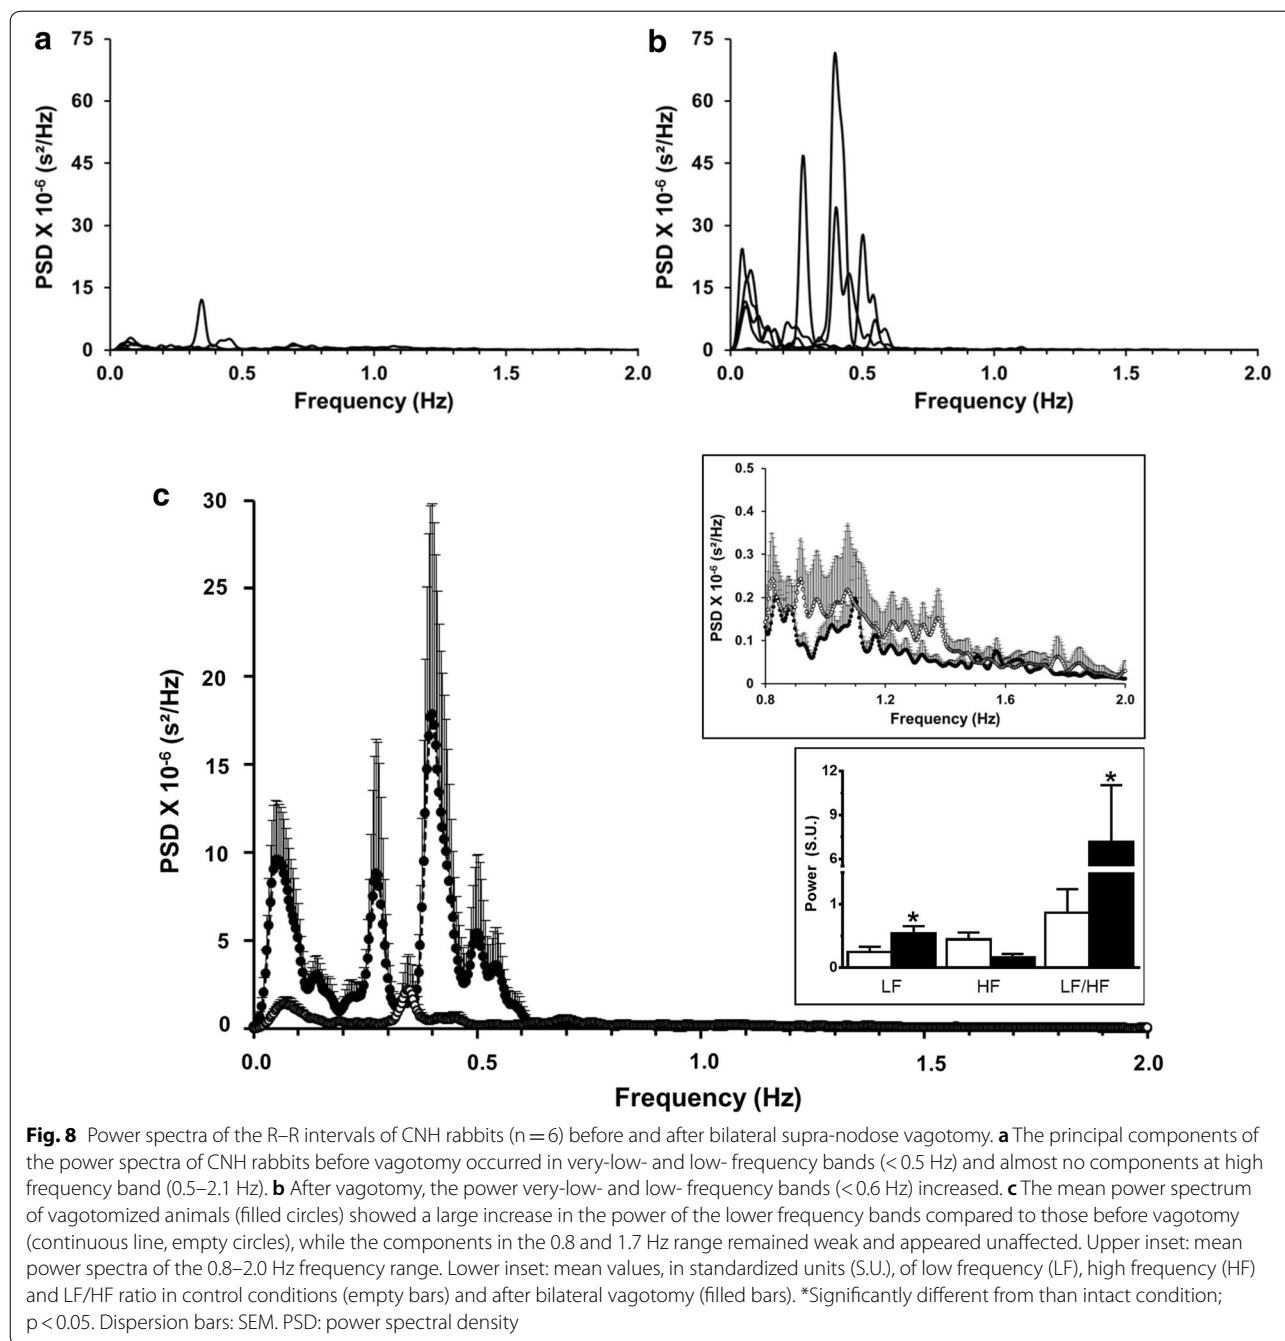 a
b
75
60
45
30
15
0
PSD X 10⁻⁶ (s²/Hz)
0.0 0.5 1.0 1.5 2.0
Frequency (Hz)
75
60
45
30
15
0
PSD X 10⁻⁶ (s²/Hz)
0.0 0.5 1.0 1.5 2.0
Frequency (Hz)
c
30
25
20
15
10
5
0
PSD X 10⁻⁶ (s²/Hz)
0.0 0.5 1.0 1.5 2.0
Frequency (Hz)
0.5
0.4
0.3
0.2
0.1
0
PSD X 10⁻⁶ (s²/Hz)
0.8 1.2 1.6 2.0
Frequency (Hz)
12
9
6
1
0
Power (S.U.)
* *
LF HF LF/HF
Fig. 8 Power spectra of the R–R intervals of CNH rabbits (n = 6) before and after bilateral supra-nodose vagotomy. a The principal components of
the power spectra of CNH rabbits before vagotomy occurred in very-low- and low- frequency bands (< 0.5 Hz) and almost no components at high
frequency band (0.5–2.1 Hz). b After vagotomy, the power very-low- and low- frequency bands (< 0.6 Hz) increased. c The mean power spectrum
of vagotomized animals (filled circles) showed a large increase in the power of the lower frequency bands compared to those before vagotomy
(continuous line, empty circles), while the components in the 0.8 and 1.7 Hz range remained weak and appeared unaffected. Upper inset: mean
power spectra of the 0.8–2.0 Hz frequency range. Lower inset: mean values, in standardized units (S.U.), of low frequency (LF), high frequency (HF)
and LF/HF ratio in control conditions (empty bars) and after bilateral vagotomy (filled bars). *Significantly different from than intact condition;
p < 0.05. Dispersion bars: SEM. PSD: power spectral density